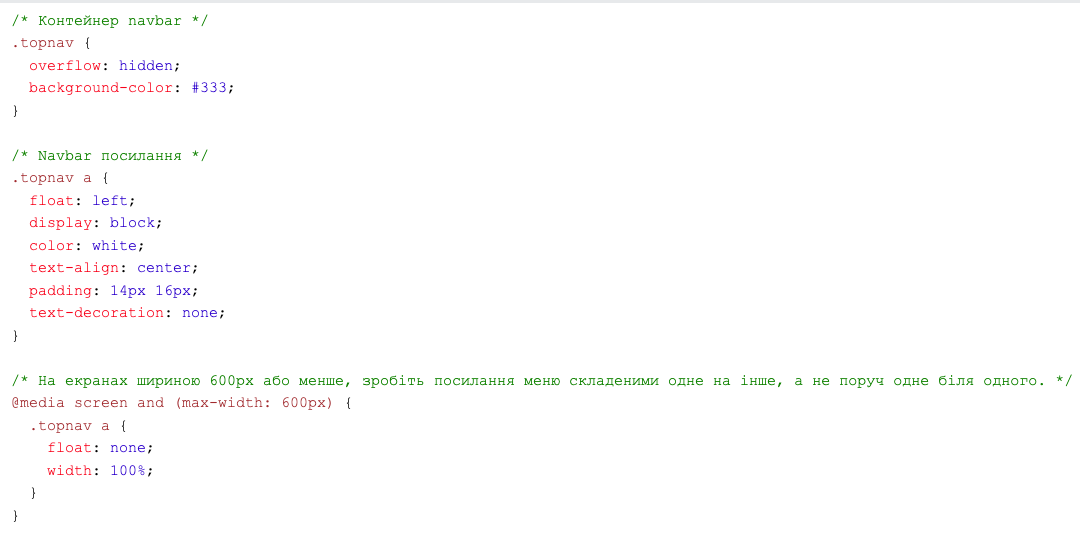 /* Контейнер navbar */
.topnav {
  overflow: hidden;
  background-color: #333;
}

/* Navbar посилання */
.topnav a {
  float: left;
  display: block;
  color: white;
  text-align: center;
  padding: 14px 16px;
  text-decoration: none;
}

/* На екранах шириною 600px або менше, зробіть посилання меню складеними одне на інше, а не поруч одне біля одного. */
@media screen and (max-width: 600px) {
  .topnav a {
    float: none;
    width: 100%;
  }
}